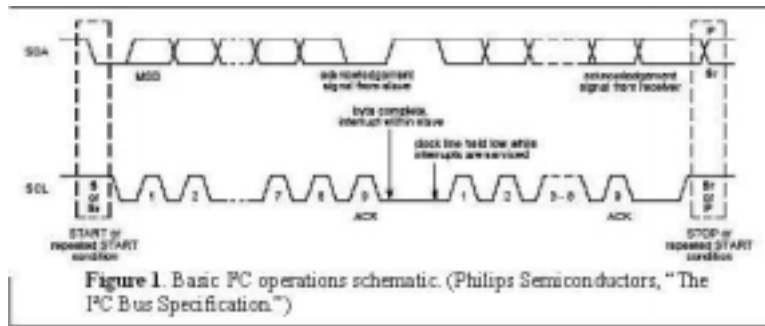 P
SDA
MSB
acknowledgement
signal from slave
acknowledgement
signal from receiver
Sr
byte complete,
interrupt within slave
clock line held low while
interrupts are serviced
SCL
S
or
Sr
1 2 7 8 9 1 2 3 - 8 9
Sr
or
P
ACK ACK
START or
repeated START
condition
STOP or
repeated START
condition
Figure 1. Basic I²C operations schematic. (Philips Semiconductors, “The
I²C Bus Specification.”)